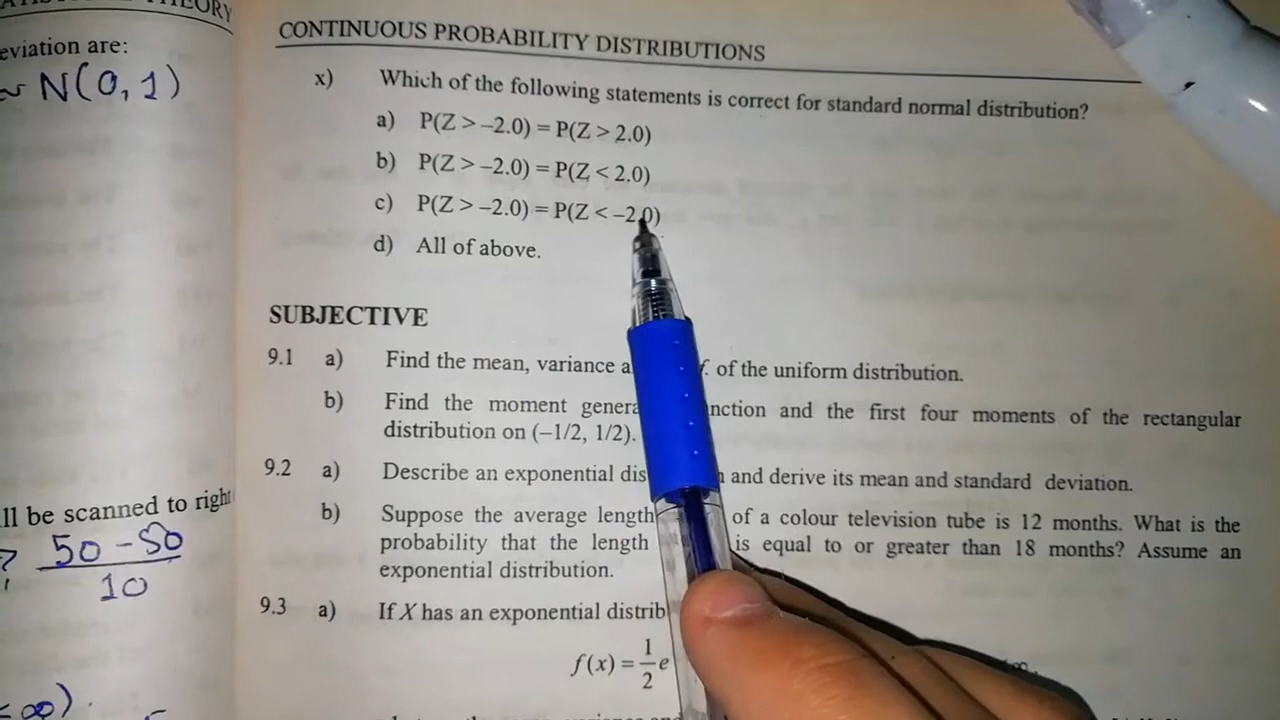 ORY
eviation are:
~ N(0, 1)
ll be scanned to right
50 - 50
10
∞).
CONTINUOUS PROBABILITY DISTRIBUTIONS
x) Which of the following statements is correct for standard normal distribution?
a) P(Z > –2.0) = P(Z > 2.0)
b) P(Z > –2.0) = P(Z < 2.0)
c) P(Z > –2.0) = P(Z < –2.0)
d) All of above.
SUBJECTIVE
9.1 a) Find the mean, variance a f. of the uniform distribution.
b) Find the moment genera nction and the first four moments of the rectangular
distribution on (–1/2, 1/2).
9.2 a) Describe an exponential dis n and derive its mean and standard deviation.
b) Suppose the average length of a colour television tube is 12 months. What is the
probability that the length is equal to or greater than 18 months? Assume an
exponential distribution.
9.3 a) If X has an exponential distrib
f(x) = 1/2 e